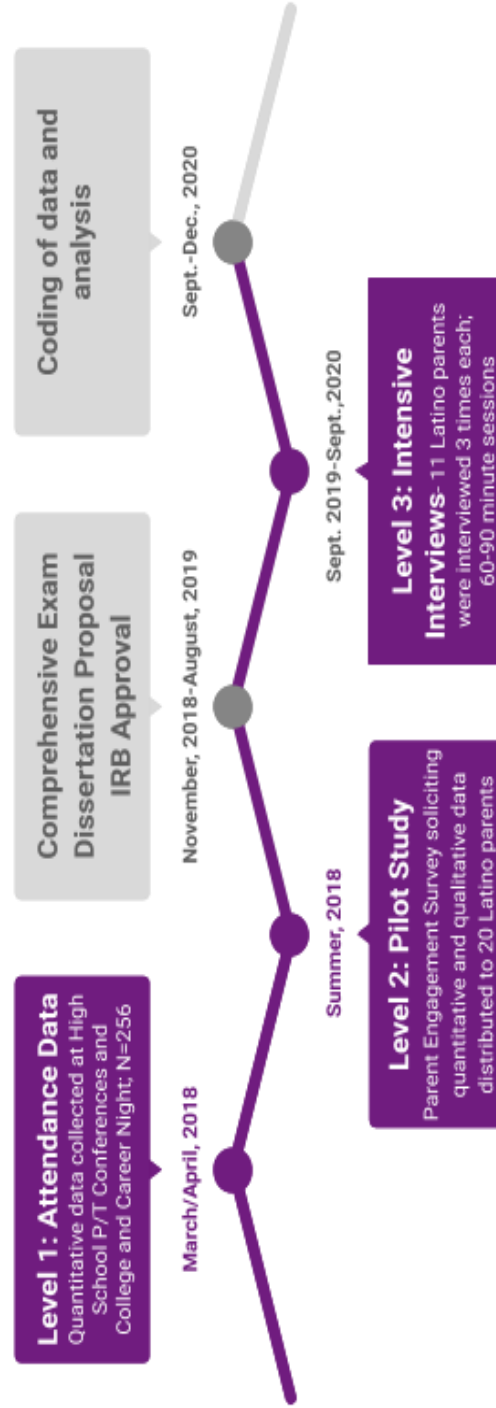 Level 1: Attendance Data
Quantitative data collected at High
School P/T Conferences and
College and Career Night; N=256
March/April, 2018
Summer, 2018
Level 2: Pilot Study
Parent Engagement Survey soliciting
quantitative and qualitative data
distributed to 20 Latino parents
Comprehensive Exam
Dissertation Proposal
IRB Approval
November, 2018-August, 2019
Sept. 2019-Sept.,2020
Level 3: Intensive
Interviews- 11 Latino parents
were interviewed 3 times each;
60-90 minute sessions
Coding of data and
analysis
Sept.-Dec., 2020